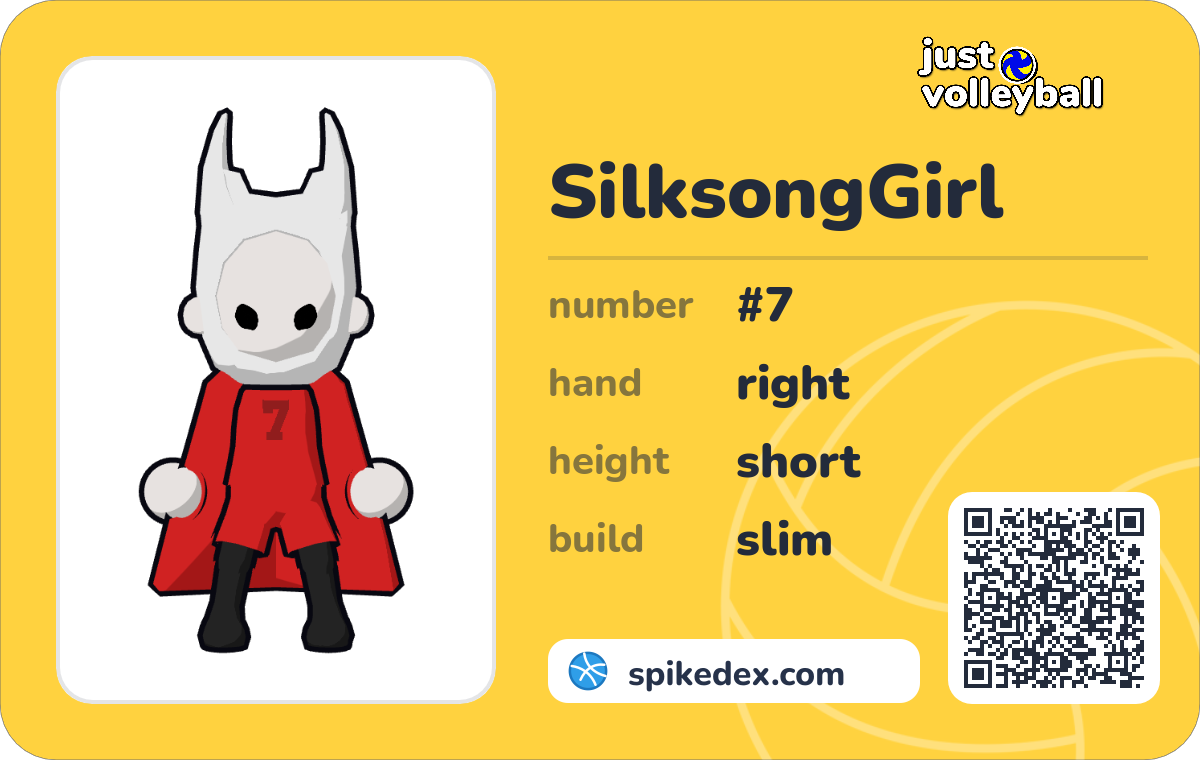 just
volleyball
SilksongGirl
number #7
hand right
height short
build slim
7
spikedex.com